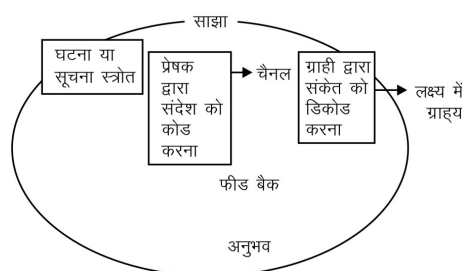 साझा
घटना या
सूचना स्त्रोत
प्रेषक
द्वारा
संदेश को
कोड
करना
चैनल
ग्राही द्वारा
संकेत को
डिकोड
करना
लक्ष्य में
ग्राह्य
फीड बैक
अनुभव